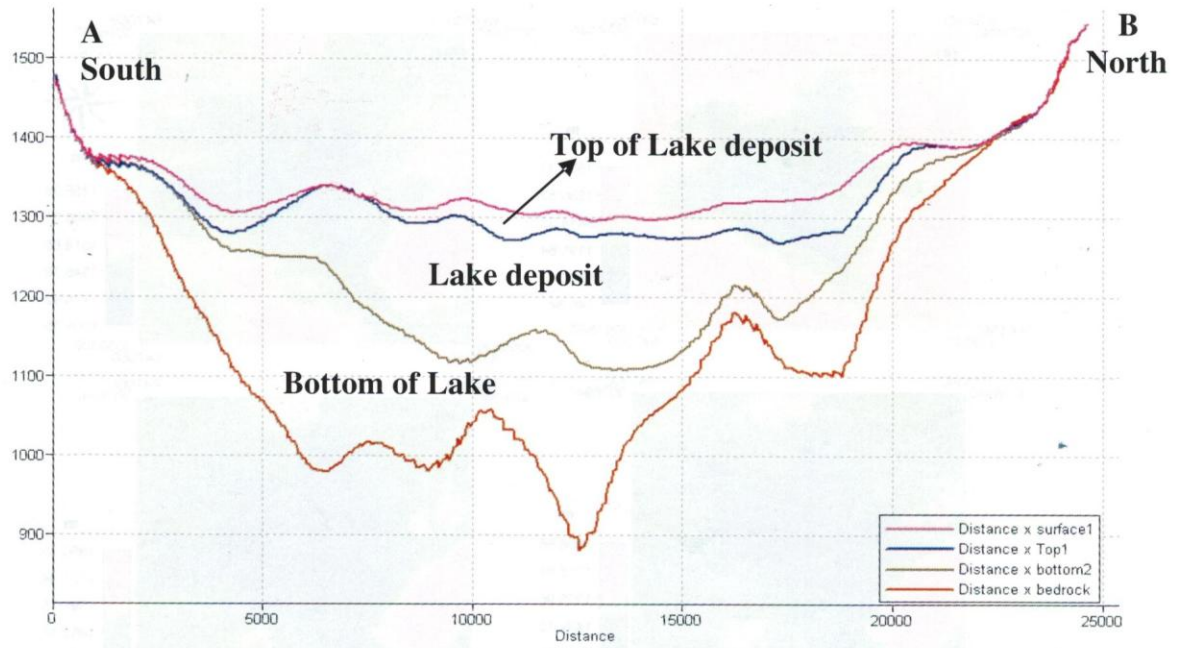 A
South
B
North
1500
1400
1300
1200
1100
1000
900
Top of Lake deposit
Lake deposit
Bottom of Lake
Distance x surface1
Distance x Top1
Distance x bottom2
Distance x bedrock
0
5000
10000
15000
20000
25000
Distance